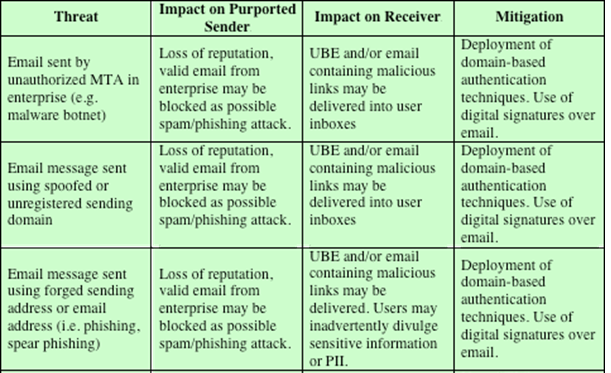 Threat
Impact on Purported
Sender
Impact on Receiver
Mitigation
Email sent by
unauthorized MTA in
enterprise (e.g.
malware botnet)
Loss of reputation,
valid email from
enterprise may be
blocked as possible
spam/phishing attack.
UBE and/or email
containing malicious
links may be
delivered into user
inboxes
Deployment of
domain-based
authentication
techniques. Use of
digital signatures over
email.
Email message sent
using spoofed or
unregistered sending
domain
Loss of reputation,
valid email from
enterprise may be
blocked as possible
spam/phishing attack.
UBE and/or email
containing malicious
links may be
delivered into user
inboxes
Deployment of
domain-based
authentication
techniques. Use of
digital signatures over
email.
Email message sent
using forged sending
address or email
address (i.e. phishing,
spear phishing)
Loss of reputation,
valid email from
enterprise may be
blocked as possible
spam/phishing attack.
UBE and/or email
containing malicious
links may be
delivered. Users may
inadvertently divulge
sensitive information
or PII.
Deployment of
domain-based
authentication
techniques. Use of
digital signatures over
email.